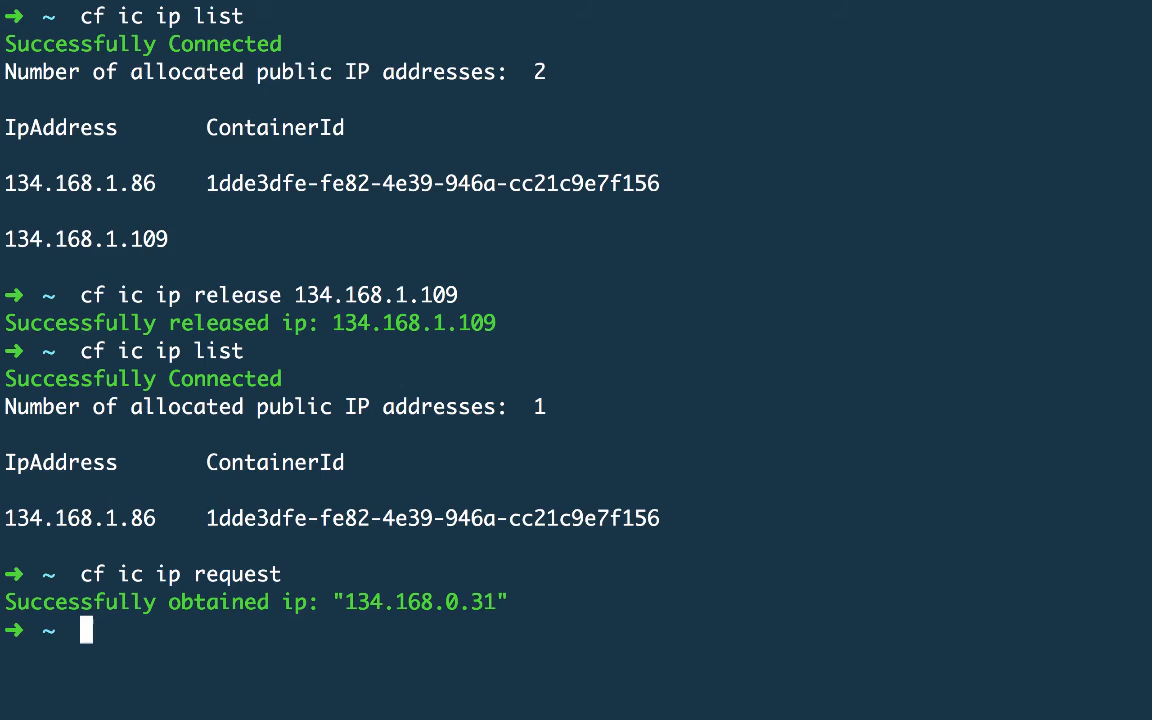 ➜ ~ cf ic ip list
Successfully Connected
Number of allocated public IP addresses: 2
IpAddress ContainerId
134.168.1.86 1dde3dfe-fe82-4e39-946a-cc21c9e7f156
134.168.1.109
➜ ~ cf ic ip release 134.168.1.109
Successfully released ip: 134.168.1.109
➜ ~ cf ic ip list
Successfully Connected
Number of allocated public IP addresses: 1
IpAddress ContainerId
134.168.1.86 1dde3dfe-fe82-4e39-946a-cc21c9e7f156
➜ ~ cf ic ip request
Successfully obtained ip: "134.168.0.31"
➜ ~